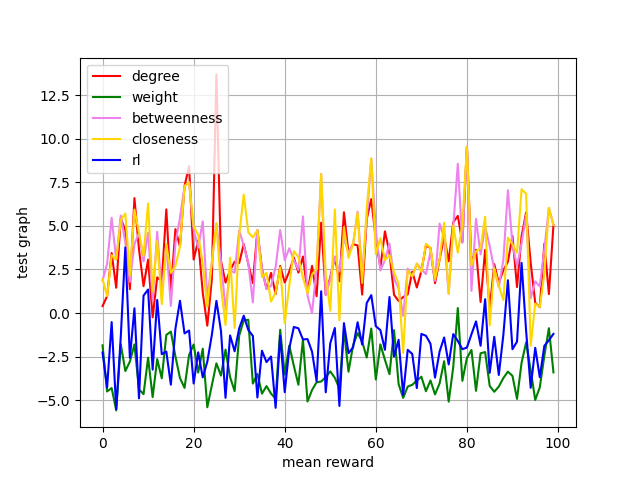 12.5
10.0
7.5
5.0
2.5
0.0
−2.5
−5.0
test graph
degree
weight
betweenness
closeness
rl
0 20 40 60 80 100
mean reward